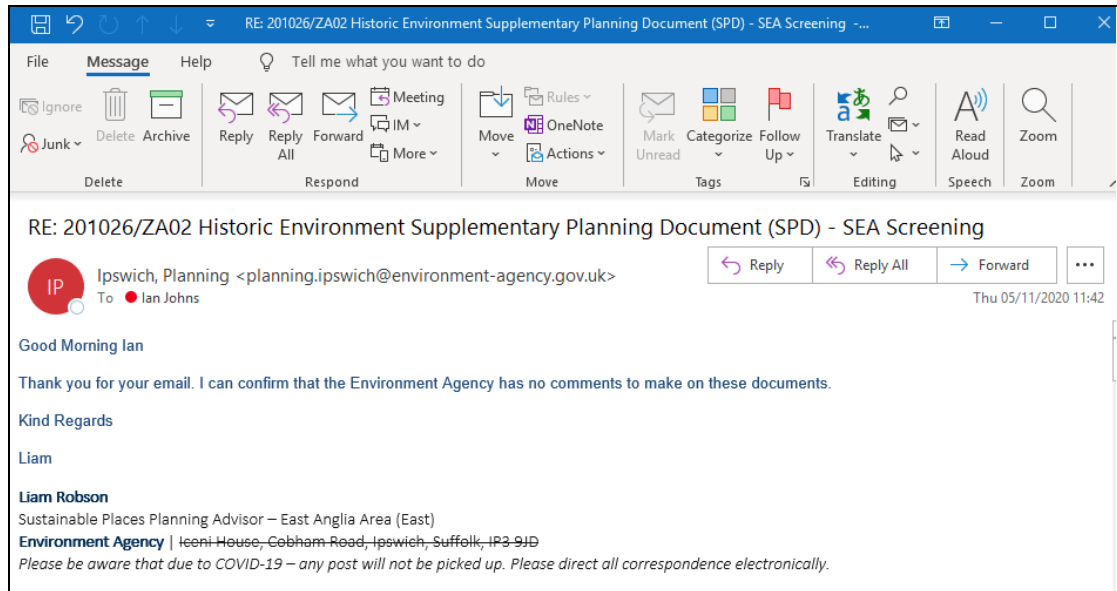 RE: 201026/ZA02 Historic Environment Supplementary Planning Document (SPD) - SEA Screening -...
File Message Help Tell me what you want to do
Ignore
Junk
Delete
Archive
Reply
Reply All
Forward
Meeting
IM
More
Move
Rules
OneNote
Actions
Mark Unread
Categorize
Follow Up
Translate
Read Aloud
Zoom
Delete Respond Move Tags Editing Speech Zoom
RE: 201026/ZA02 Historic Environment Supplementary Planning Document (SPD) - SEA Screening
IP
Ipswich, Planning <planning.ipswich@environment-agency.gov.uk>
To Ian Johns
Reply Reply All Forward ...
Thu 05/11/2020 11:42
Good Morning Ian
Thank you for your email. I can confirm that the Environment Agency has no comments to make on these documents.
Kind Regards
Liam
Liam Robson
Sustainable Places Planning Advisor – East Anglia Area (East)
Environment Agency | Iceni House, Cobham Road, Ipswich, Suffolk, IP3 9JD
Please be aware that due to COVID-19 – any post will not be picked up. Please direct all correspondence electronically.